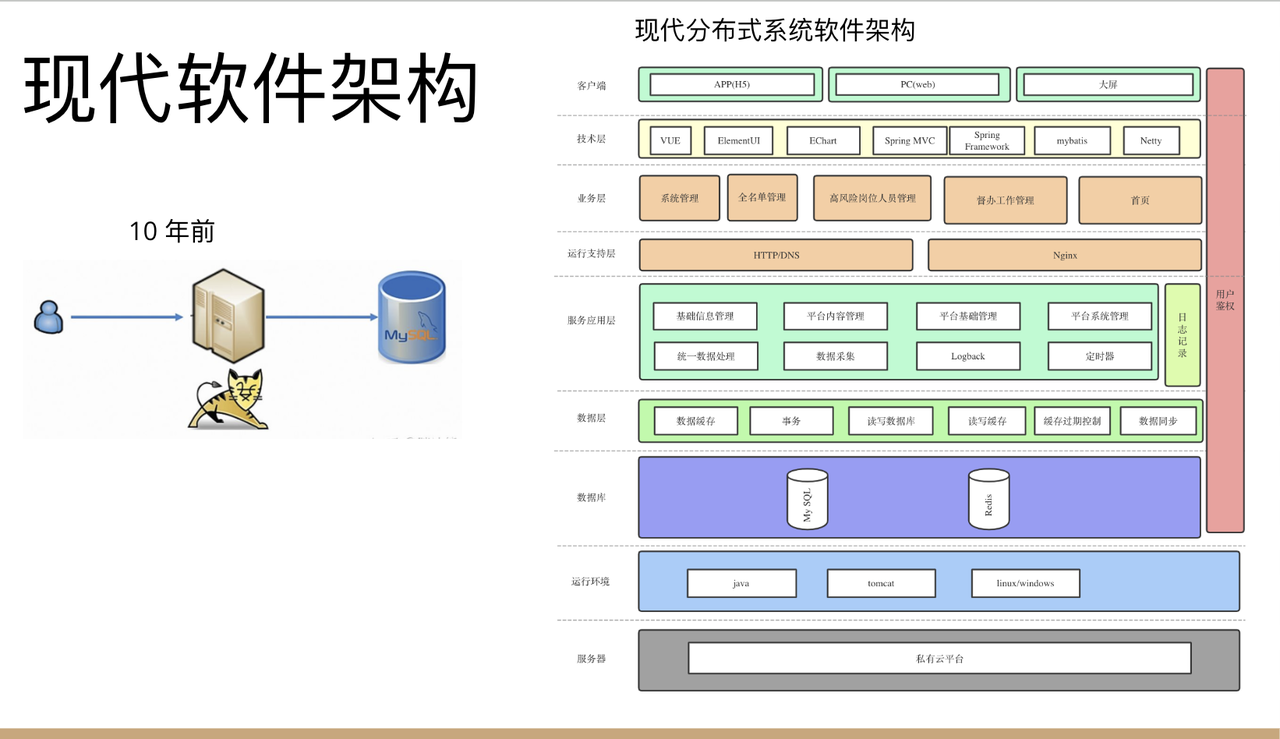 现代软件架构
10 年前
MySQL
现代分布式系统软件架构
客户端
APP(H5)
PC(web)
大屏
技术层
VUE
ElementUI
EChart
Spring MVC
Spring
Framework
mybatis
Netty
业务层
系统管理
全名单管理
高风险岗位人员管理
督办工作管理
首页
运行支持层
HTTP/DNS
Nginx
服务应用层
基础信息管理
平台内容管理
平台基础管理
平台系统管理
统一数据处理
数据采集
Logback
定时器
日志记录
用户
鉴权
数据层
数据缓存
事务
读写数据库
读写缓存
缓存过期控制
数据同步
数据库
My SQL
Redis
运行环境
java
tomcat
linux/windows
服务器
私有云平台